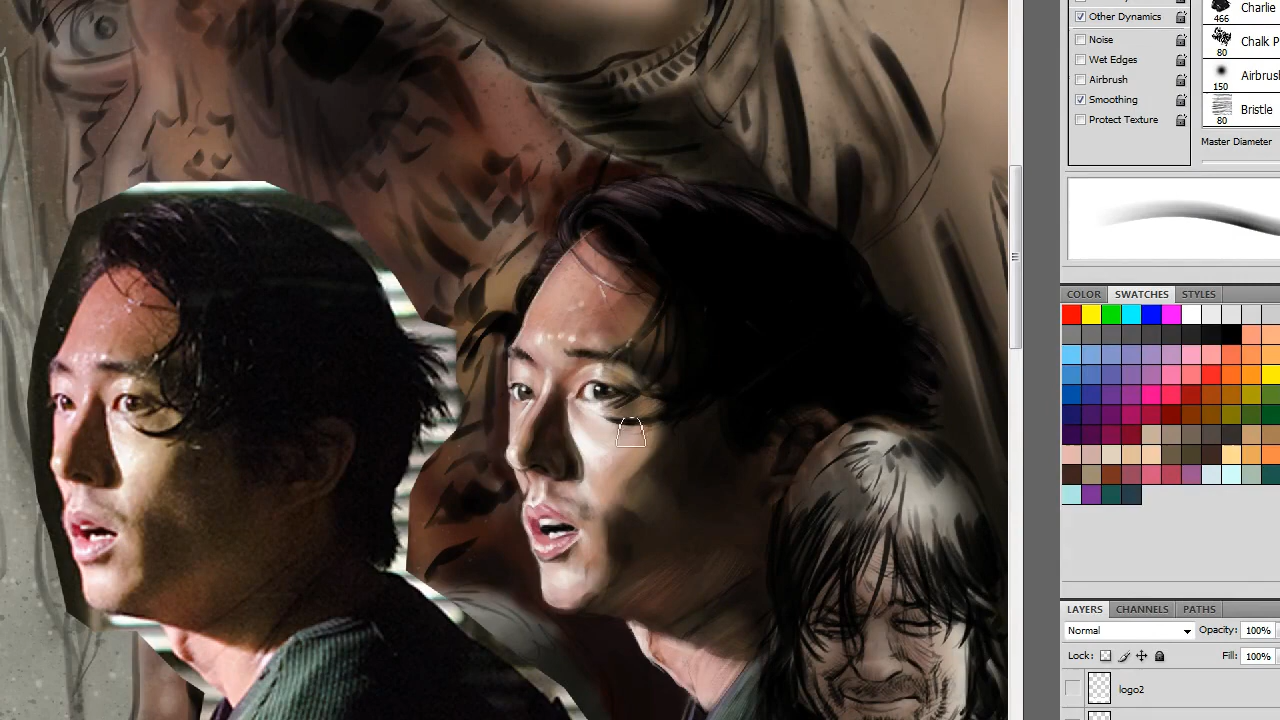 Other Dynamics
Noise
Wet Edges
Airbrush
Smoothing
Protect Texture
466
Charlie
80
Chalk
150
80
Bristle
Master Diameter
COLOR SWATCHES STYLES
LAYERS CHANNELS PATHS
Normal Opacity: 100%
Lock: Fill: 100%
logo2